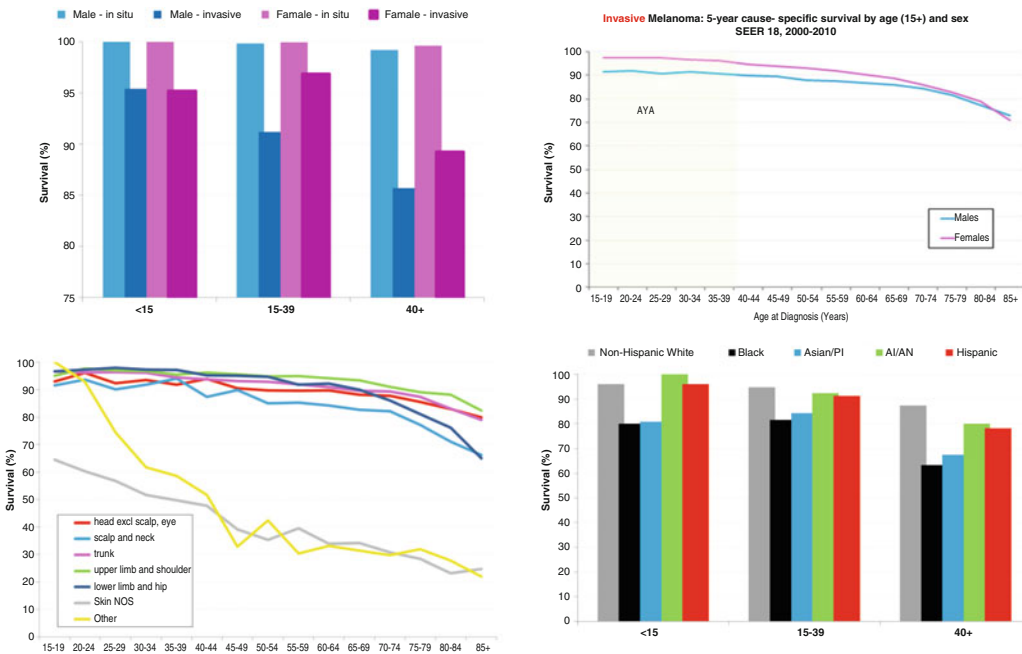 Male - in situ Male - invasive Famale - in situ Famale - invasive
100
95
90
85
80
75
Survival (%)
<15 15-39 40+
Invasive Melanoma: 5-year cause- specific survival by age (15+) and sex
SEER 18, 2000-2010
100
90
80
70
60
50
40
30
20
10
0
Survival (%)
AYA
Males
Females
15-19 20-24 25-29 30-34 35-39 40-44 45-49 50-54 55-59 60-64 65-69 70-74 75-79 80-84 85+
Age at Diagnosis (Years)
100
90
80
70
60
50
40
30
20
10
0
Survival (%)
head excl scalp, eye
scalp and neck
trunk
upper limb and shoulder
lower limb and hip
Skin NOS
Other
15-19 20-24 25-29 30-34 35-39 40-44 45-49 50-54 55-59 60-64 65-69 70-74 75-79 80-84 85+
Non-Hispanic White Black Asian/PI AI/AN Hispanic
100
90
80
70
60
50
40
30
20
10
0
Survival (%)
<15 15-39 40+